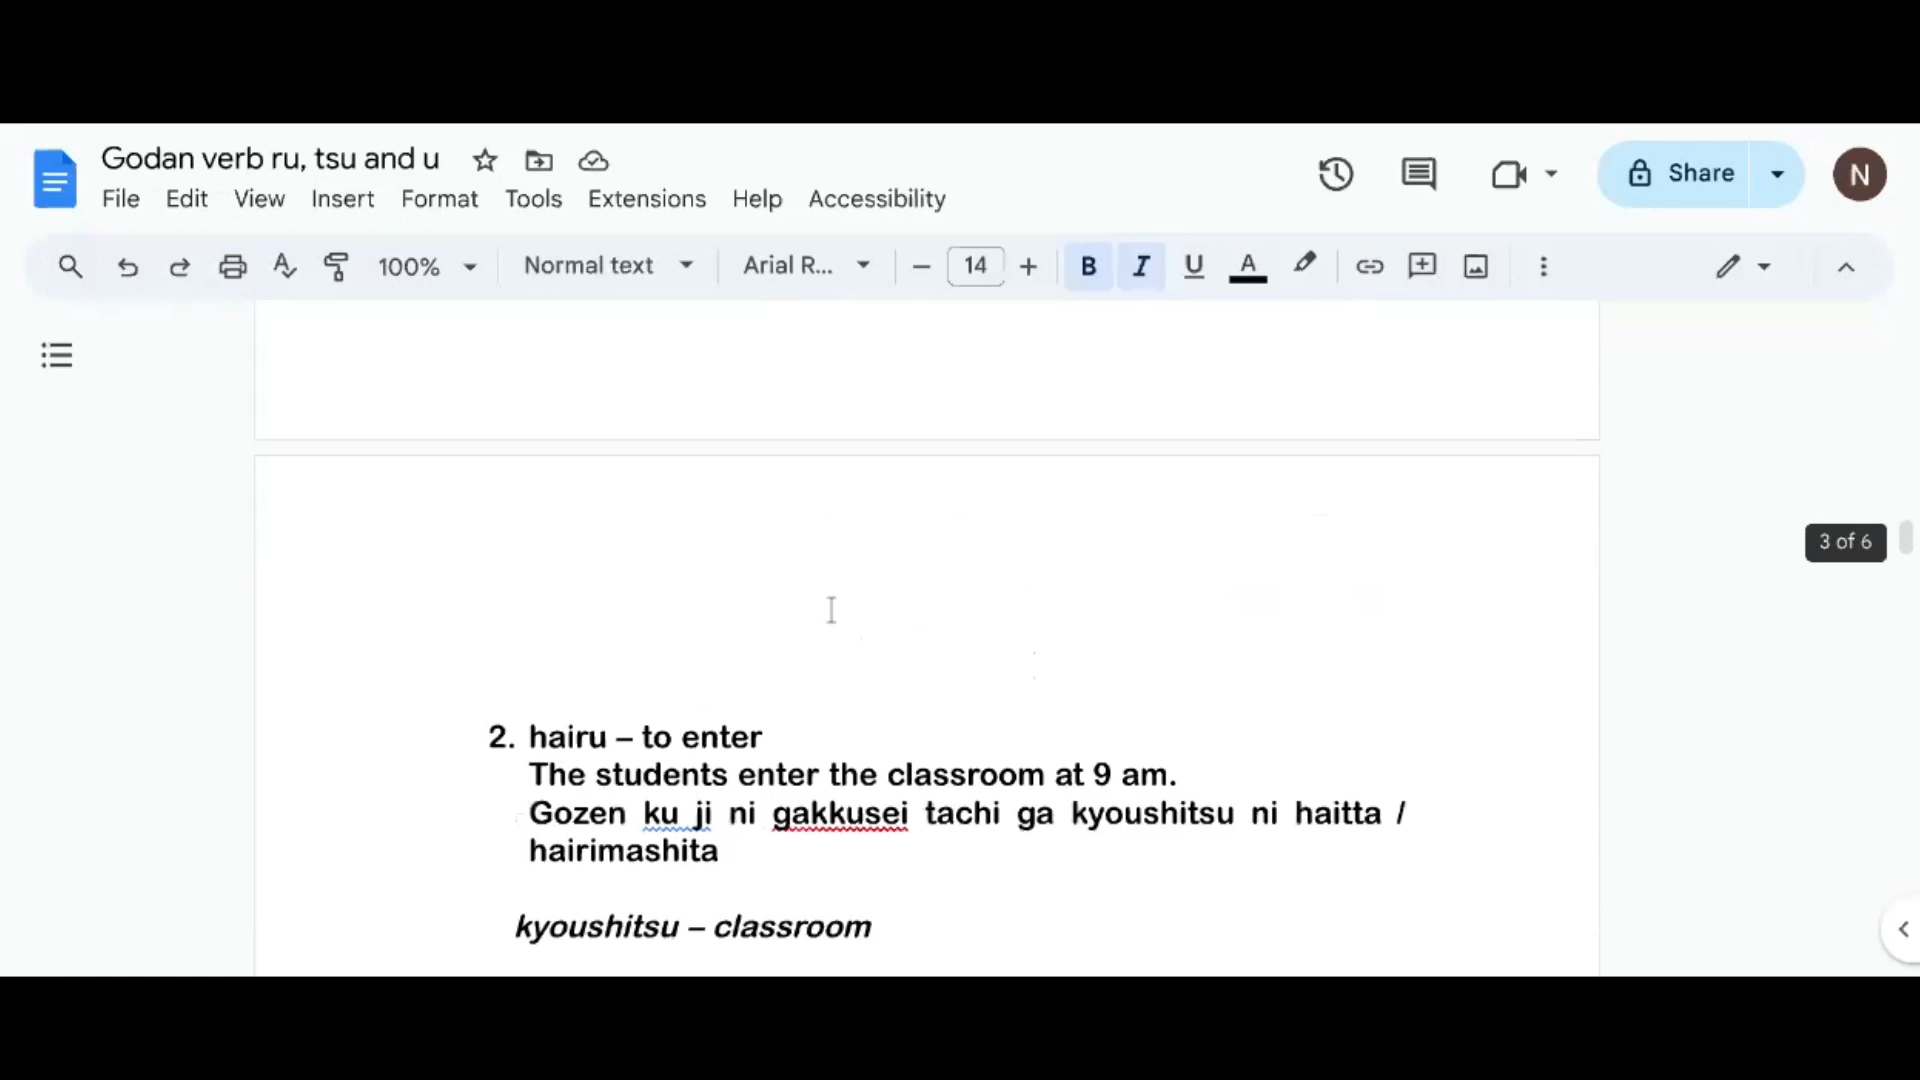 Godan verb ru, tsu and u
File Edit View Insert Format Tools Extensions Help Accessibility
Share
N
100% Normal text Arial R... 14 B I U A
3 of 6
2. hairu – to enter
The students enter the classroom at 9 am.
Gozen ku ji ni gakkusei tachi ga kyoushitsu ni haitta /
hairimashita
kyoushitsu – classroom